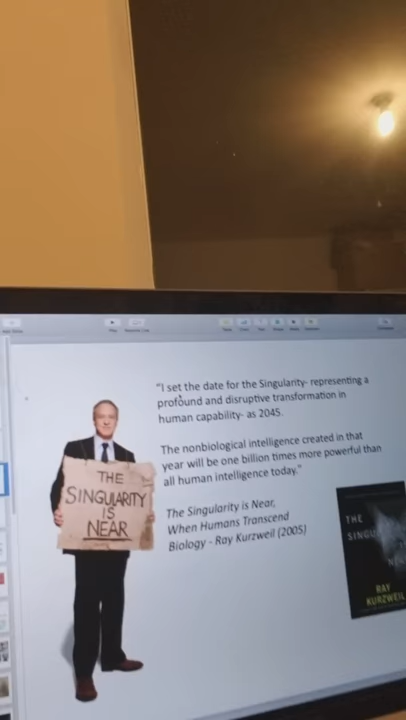 "I set the date for the Singularity- representing a
profound and disruptive transformation in
human capability- as 2045.
The nonbiological intelligence created in that
year will be one billion times more powerful than
all human intelligence today."
The Singularity is Near,
When Humans Transcend
Biology - Ray Kurzweil (2005)
THE
SINGULARITY
IS
NEAR
THE
RAY
KURZWEIL